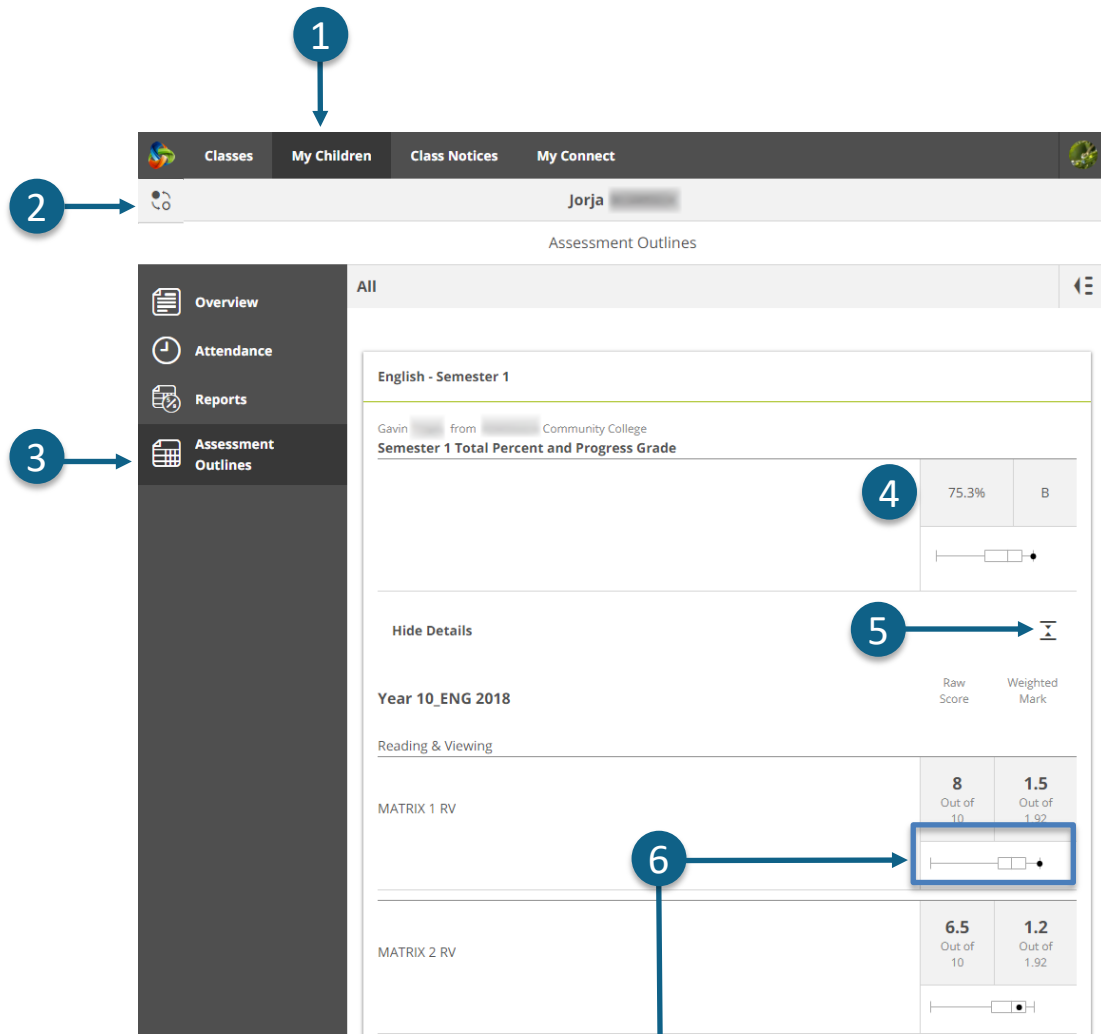 1
Classes My Children Class Notices My Connect
2
Jorja
Assessment Outlines
All
Overview
Attendance
Reports
3
Assessment
Outlines
English - Semester 1
Gavin from Community College
Semester 1 Total Percent and Progress Grade
4
75.3% B
Hide Details
5
Year 10_ENG 2018
Raw
Score
Weighted
Mark
Reading & Viewing
MATRIX 1 RV
8
Out of
10
1.5
Out of
1.92
6
MATRIX 2 RV
6.5
Out of
10
1.2
Out of
1.92